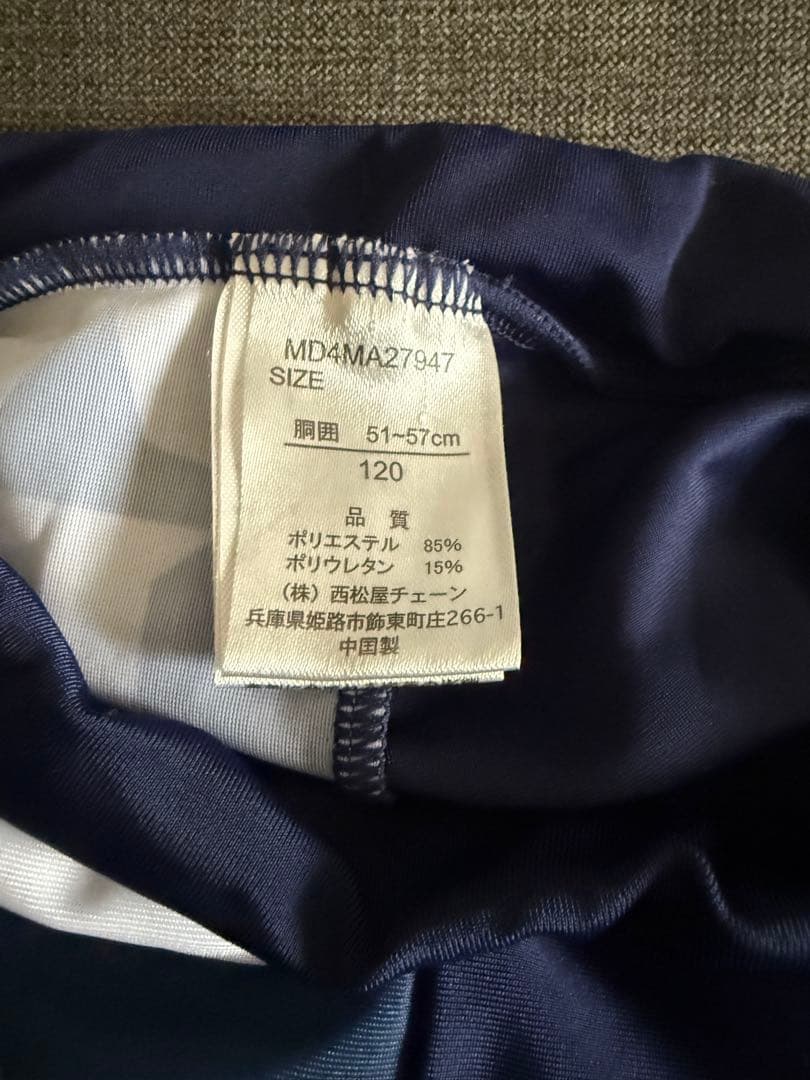 MD4MA27947
SIZE
胴囲 51~57cm
120
品 質
ポリエステル 85%
ポリウレタン 15%
(株) 西松屋チェーン
兵庫県姫路市飾東町庄266-1
中国製